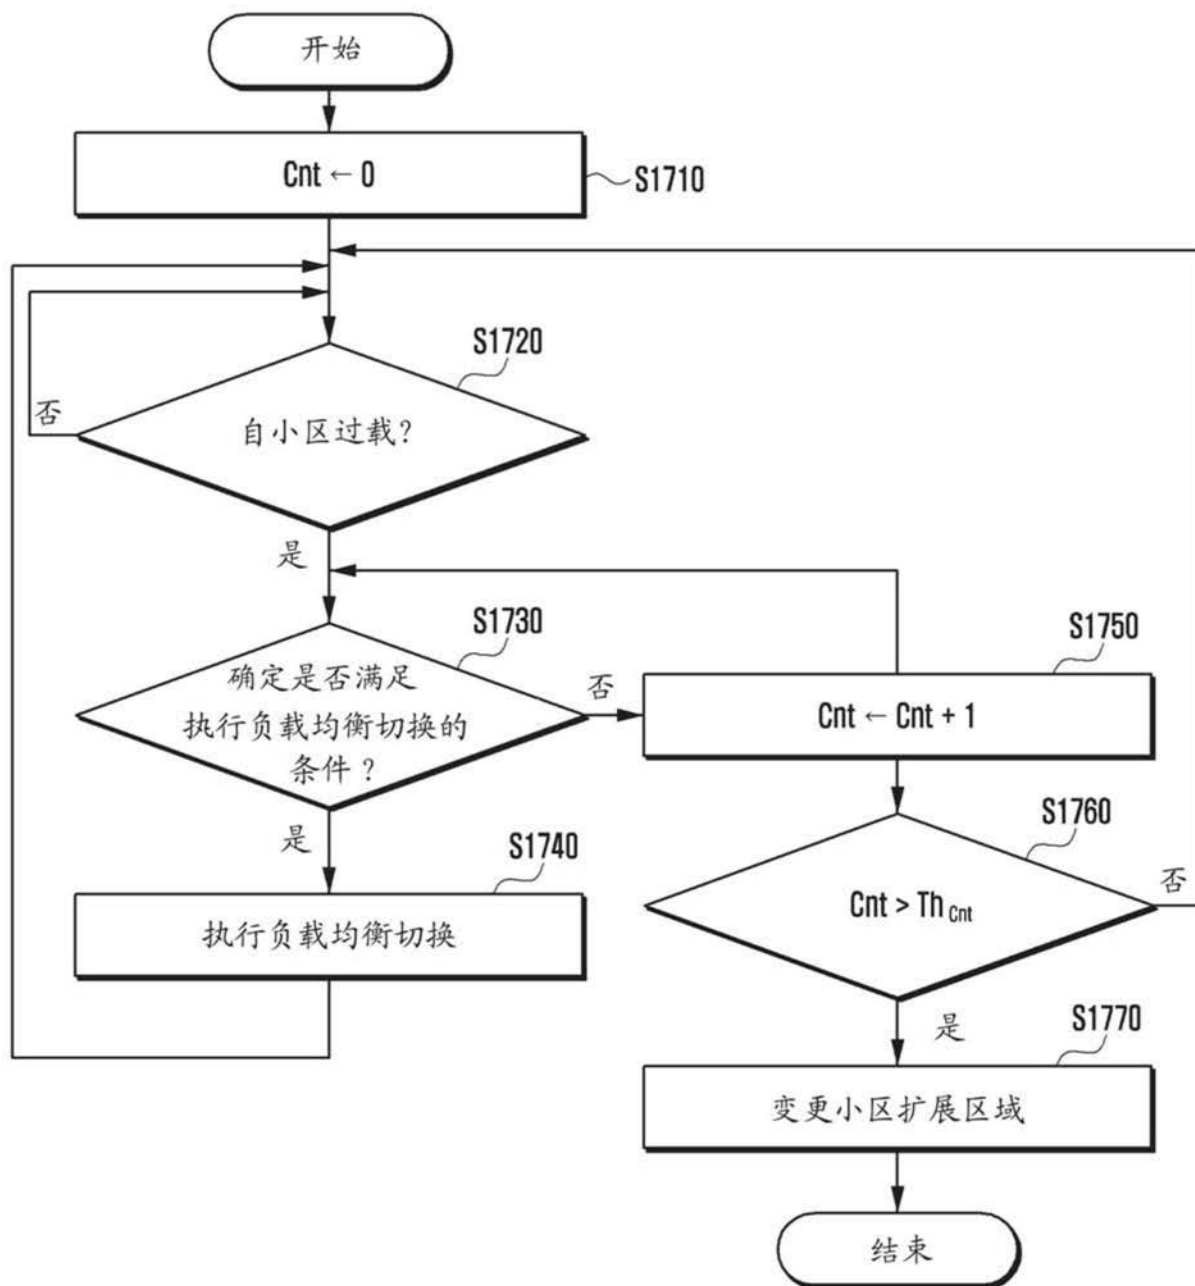 开始
Cnt ← 0
S1710
S1720
自小区过载?
否
是
S1730
确定是否满足
执行负载均衡切换的
条件?
否
是
S1740
执行负载均衡切换
S1750
Cnt ← Cnt + 1
S1760
Cnt > Th Cnt
否
是
S1770
变更小区扩展区域
结束